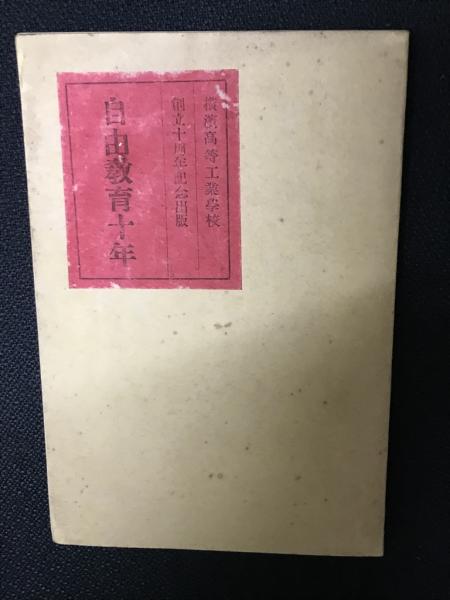 横濱高等工業學校
創立十周年記念出版
自由教育十年